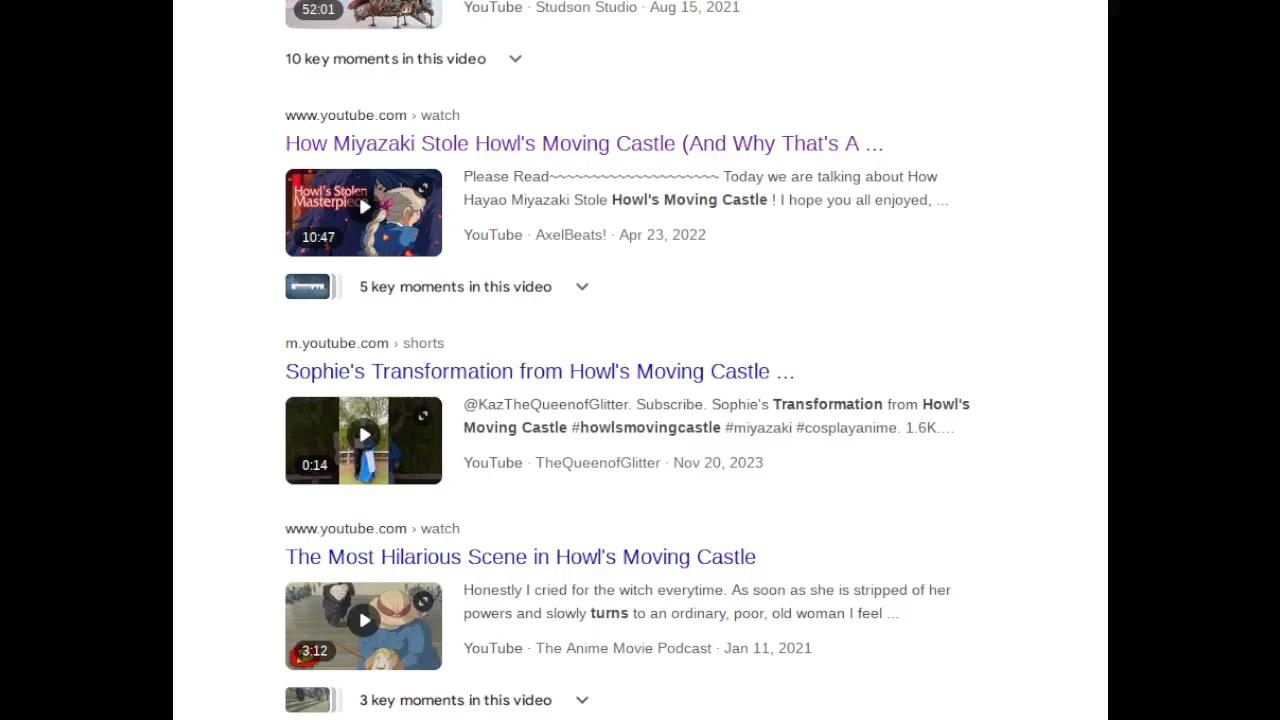 52:01
YouTube · Studson Studio · Aug 15, 2021
10 key moments in this video
www.youtube.com › watch
How Miyazaki Stole Howl's Moving Castle (And Why That's A ...
Howl's Stolen
Masterpiece
10:47
Please Read~~~~~~~~~~~~~~~~~~~~ Today we are talking about How
Hayao Miyazaki Stole Howl's Moving Castle ! I hope you all enjoyed, ...
YouTube · AxelBeats! · Apr 23, 2022
5 key moments in this video
m.youtube.com › shorts
Sophie's Transformation from Howl's Moving Castle ...
0:14
@KazTheQueenofGlitter. Subscribe. Sophie's Transformation from Howl's
Moving Castle #howlsmovingcastle #miyazaki #cosplayanime. 1.6K....
YouTube · TheQueenofGlitter · Nov 20, 2023
www.youtube.com › watch
The Most Hilarious Scene in Howl's Moving Castle
3:12
Honestly I cried for the witch everytime. As soon as she is stripped of her
powers and slowly turns to an ordinary, poor, old woman I feel ...
YouTube · The Anime Movie Podcast · Jan 11, 2021
3 key moments in this video